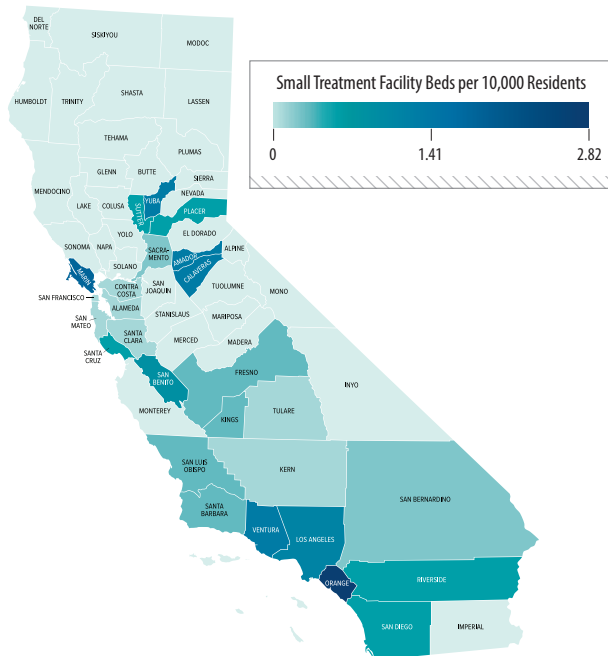 DEL
NORTE
SISKIYOU
MODOC
Small Treatment Facility Beds per 10,000 Residents
0
1.41
2.82
HUMBOLDT
TRINITY
SHASTA
LASSEN
TEHAMA
PLUMAS
GLENN
BUTTE
SIERRA
MENDOCINO
LAKE
COLUSA
SUTTER
YUBA
NEVADA
PLACER
YOLO
EL DORADO
SONOMA
NAPA
SACRA-
MENTO
ALPINE
AMADOR
SOLANO
CALAVERAS
MARIN
CONTRA
COSTA
SAN
JOAQUIN
TUOLUMNE
MONO
SAN FRANCISCO
ALAMEDA
STANISLAUS
MARIPOSA
SAN
MATEO
SANTA
CLARA
MERCED
MADERA
SANTA
CRUZ
SAN
BENITO
FRESNO
INYO
MONTEREY
KINGS
TULARE
SAN LUIS
OBISPO
KERN
SAN BERNARDINO
SANTA
BARBARA
VENTURA
LOS ANGELES
ORANGE
RIVERSIDE
SAN DIEGO
IMPERIAL